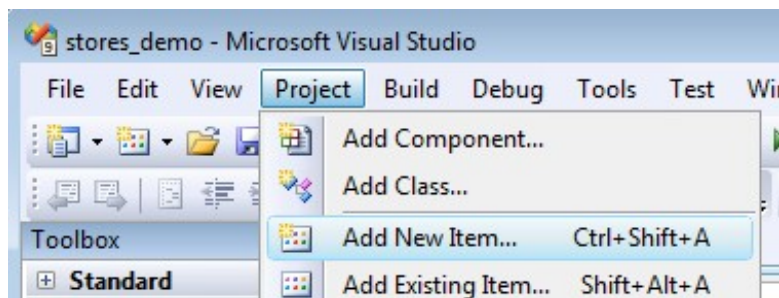 stores_demo - Microsoft Visual Studio
File Edit View Project Build Debug Tools Test
Add Component...
Add Class...
Toolbox
Add New Item... Ctrl+Shift+A
Standard
Add Existing Item... Shift+Alt+A